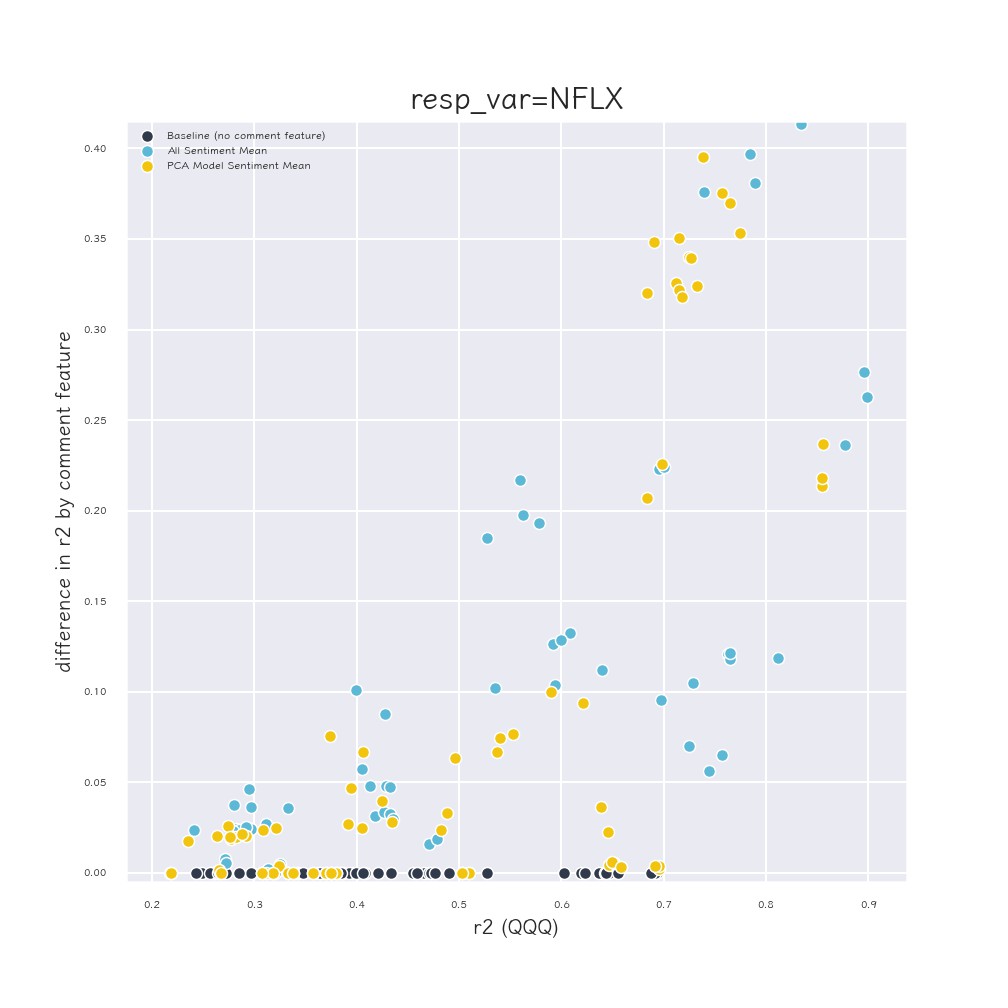 resp_var=NFLX
Baseline (no comment feature)
All Sentiment Mean
PCA Model Sentiment Mean
0.40
0.35
0.30
0.25
0.20
0.15
0.10
0.05
0.00
difference in r2 by comment feature
0.2 0.3 0.4 0.5 0.6 0.7 0.8 0.9
r2 (QQQ)